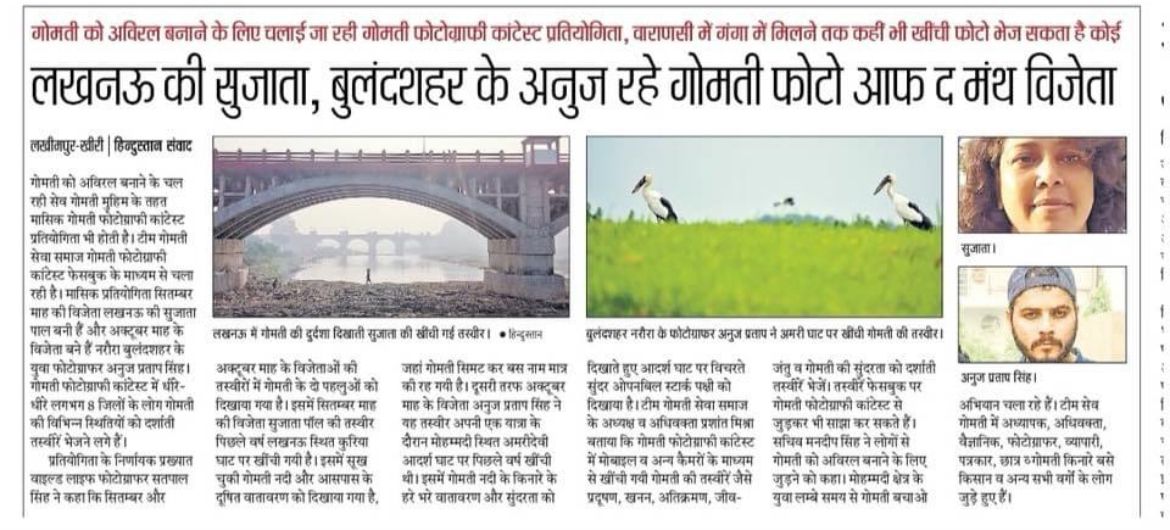 गोमती को अविरल बनाने के लिए चलाई जा रही गोमती फोटोग्राफी कांटेस्ट प्रतियोगिता, वाराणसी में गंगा में मिलने तक कहीं भी खींची फोटो भेज सकता है कोई
लखनऊ की सुजाता, बुलंदशहर के अनुज रहे गोमती फोटो आफ द मंथ विजेता
लखीमपुर-खीरी | हिन्दुस्तान संवाद
गोमती को अविरल बनाने के चल
रही सेव गोमती मुहिम के तहत
मासिक गोमती फोटोग्राफी कांटेस्ट
प्रतियोगिता भी होती है। टीम गोमती
सेवा समाज गोमती फोटोग्राफी
कांटेस्ट फेसबुक के माध्यम से चला
रही है। मासिक प्रतियोगिता सितम्बर
माह की विजेता लखनऊ की सुजाता
पाल बनी हैं और अक्टूबर माह के
विजेता बने हैं नरौरा बुलंदशहर के
युवा फोटोग्राफर अनुज प्रताप सिंह।
गोमती फोटोग्राफी कांटेस्ट में धीरे-
धीरे लगभग 8 जिलों के लोग गोमती
की विभिन्न स्थितियों को दर्शाती
तस्वीरें भेजने लगे हैं।
प्रतियोगिता के निर्णायक प्रख्यात
वाइल्ड लाइफ फोटोग्राफर सतपाल
सिंह ने कहा कि सितम्बर और
लखनऊ में गोमती की दुर्दशा दिखाती सुजाता की खींची गई तस्वीर। ● हिन्दुस्तान
अक्टूबर माह के विजेताओं की
तस्वीरों में गोमती के दो पहलुओं को
दिखाया गया है। इसमें सितम्बर माह
की विजेता सुजाता पॉल की तस्वीर
पिछले वर्ष लखनऊ स्थित कुरिया
घाट पर खींची गयी है। इसमें सूख
चुकी गोमती नदी और आसपास के
दूषित वातावरण को दिखाया गया है,
जहां गोमती सिमट कर बस नाम मात्र
की रह गयी है। दूसरी तरफ अक्टूबर
माह के विजेता अनुज प्रताप सिंह ने
यह तस्वीर अपनी एक यात्रा के
दौरान मोहम्मदी स्थित अमरीदेवी
आदर्श घाट पर पिछले वर्ष खींची
थी। इसमें गोमती नदी के किनारे के
हरे भरे वातावरण और सुंदरता को
बुलंदशहर नरौरा के फोटोग्राफर अनुज प्रताप ने अमरी घाट पर खींची गोमती की तस्वीर।
दिखाते हुए आदर्श घाट पर विचरते
सुंदर ओपनबिल स्टार्क पक्षी को
दिखाया है। टीम गोमती सेवा समाज
के अध्यक्ष व अधिवक्ता प्रशांत मिश्रा
बताया कि गोमती फोटोग्राफी कांटेस्ट
में मोबाइल व अन्य कैमरों के माध्यम
से खींची गयी गोमती की तस्वीरें जैसे
प्रदूषण, खनन, अतिक्रमण, जीव-
जंतु व गोमती की सुंदरता को दर्शाती
तस्वीरें भेजें। तस्वीरें फेसबुक पर
गोमती फोटोग्राफी कांटेस्ट से
जुड़कर भी साझा कर सकते हैं।
सचिव मनदीप सिंह ने लोगों से
गोमती को अविरल बनाने के लिए
जुड़ने को कहा। मोहम्मदी क्षेत्र के
युवा लम्बे समय से गोमती बचाओ
सुजाता।
अनुज प्रताप सिंह।
अभियान चला रहे हैं। टीम सेव
गोमती में अध्यापक, अधिवक्ता,
वैज्ञानिक, फोटोग्राफर, व्यापारी,
पत्रकार, छात्र व गोमती किनारे बसे
किसान व अन्य सभी वर्गों के लोग
जुड़े हुए हैं।